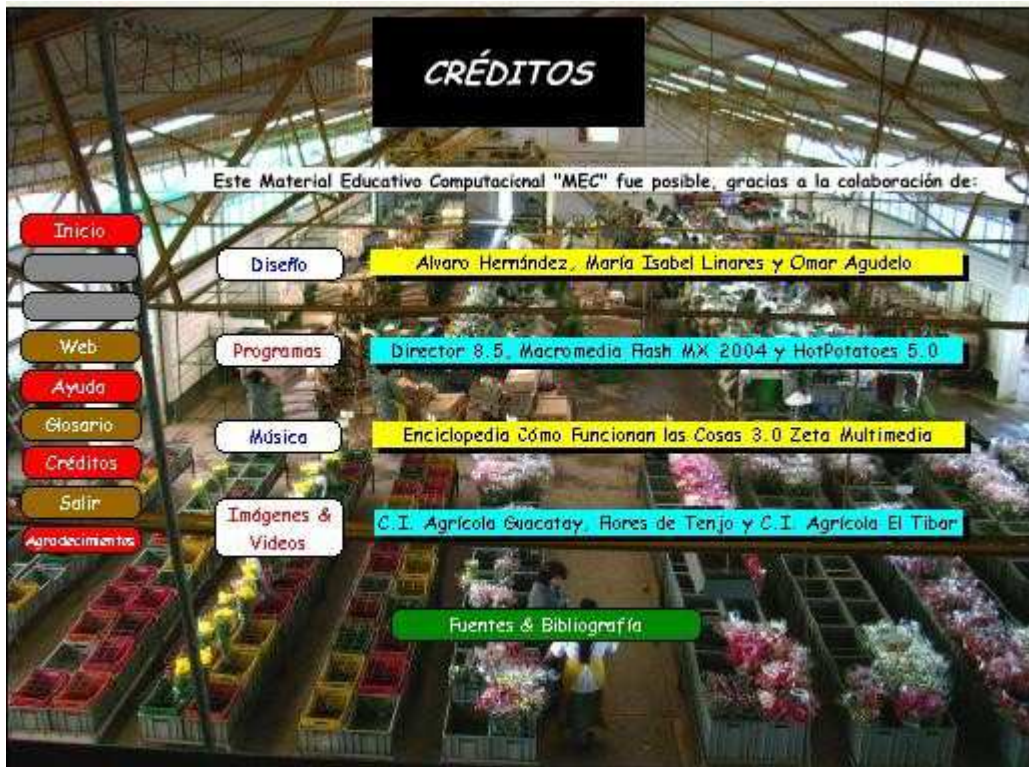 CRÉDITOS
Este Material Educativo Computacional "MEC" fue posible, gracias a la colaboración de:
Inicio
Web
Ayuda
Glosario
Créditos
Salir
Agradecimientos
Diseño
Alvaro Hernández, María Isabel Linares y Omar Agudelo
Programas
Director 8.5, Macromedia Flash MX 2004 y HotPotatoes 5.0
Música
Enciclopedia Cómo Funcionan las Cosas 3.0 Zeta Multimedia
Imágenes &
Videos
C.I. Agrícola Guacatay, Flores de Tenjo y C.I. Agrícola El Tibar
Fuentes & Bibliografía